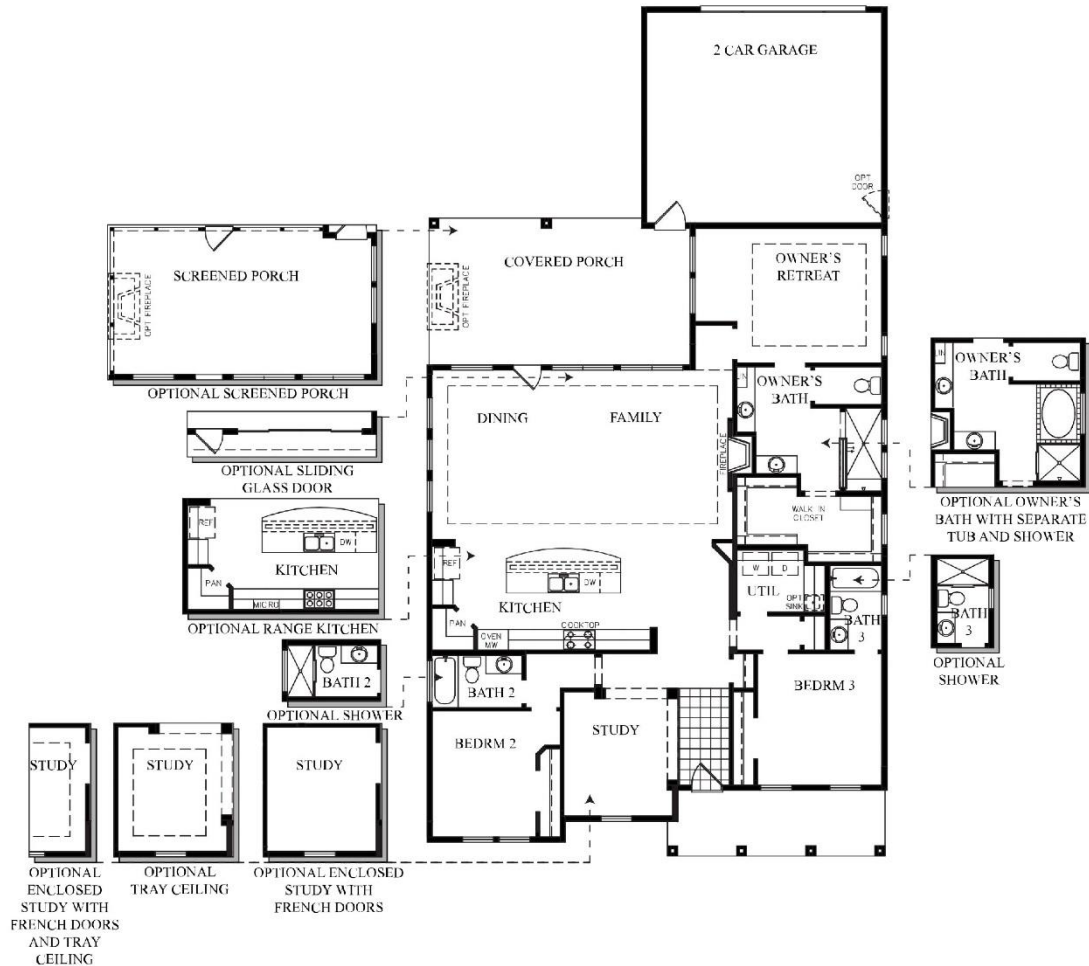 2 CAR GARAGE
OPT
DOOR
SCREENED PORCH
OPT FIREPLACE
OPTIONAL SCREENED PORCH
COVERED PORCH
OPT FIREPLACE
OWNER'S
RETREAT
OPTIONAL SLIDING
GLASS DOOR
DINING
FAMILY
FIREPLACE
LIN
OWNER'S
BATH
LIN
OWNER'S
BATH
OPTIONAL OWNER'S
BATH WITH SEPARATE
TUB AND SHOWER
WALK IN
CLOSET
REF
DW
KITCHEN
PAN
MICRO
OPTIONAL RANGE KITCHEN
REF
DW
KITCHEN
PAN
OVEN
MW
COOKTOP
W
D
UTIL
OPT
SINK
BATH
3
BATH
3
OPTIONAL
SHOWER
BATH 2
OPTIONAL SHOWER
BATH 2
BEDRM 2
STUDY
BEDRM 3
STUDY
OPTIONAL
ENCLOSED
STUDY WITH
FRENCH DOORS
AND TRAY
CEILING
STUDY
OPTIONAL
TRAY CEILING
STUDY
OPTIONAL ENCLOSED
STUDY WITH
FRENCH DOORS